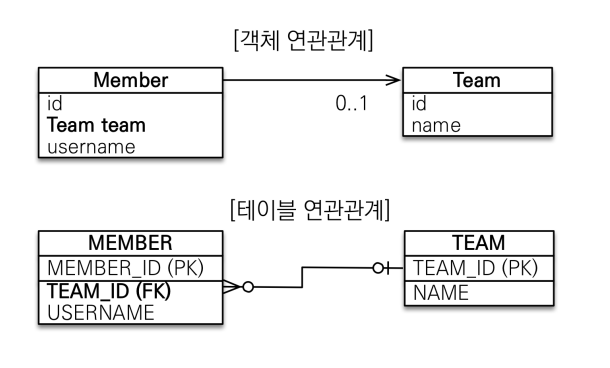 [객체 연관관계]
Member
id
Team team
username
0..1
Team
id
name
[테이블 연관관계]
MEMBER
MEMBER_ID (PK)
TEAM_ID (FK)
USERNAME
TEAM
TEAM_ID (PK)
NAME